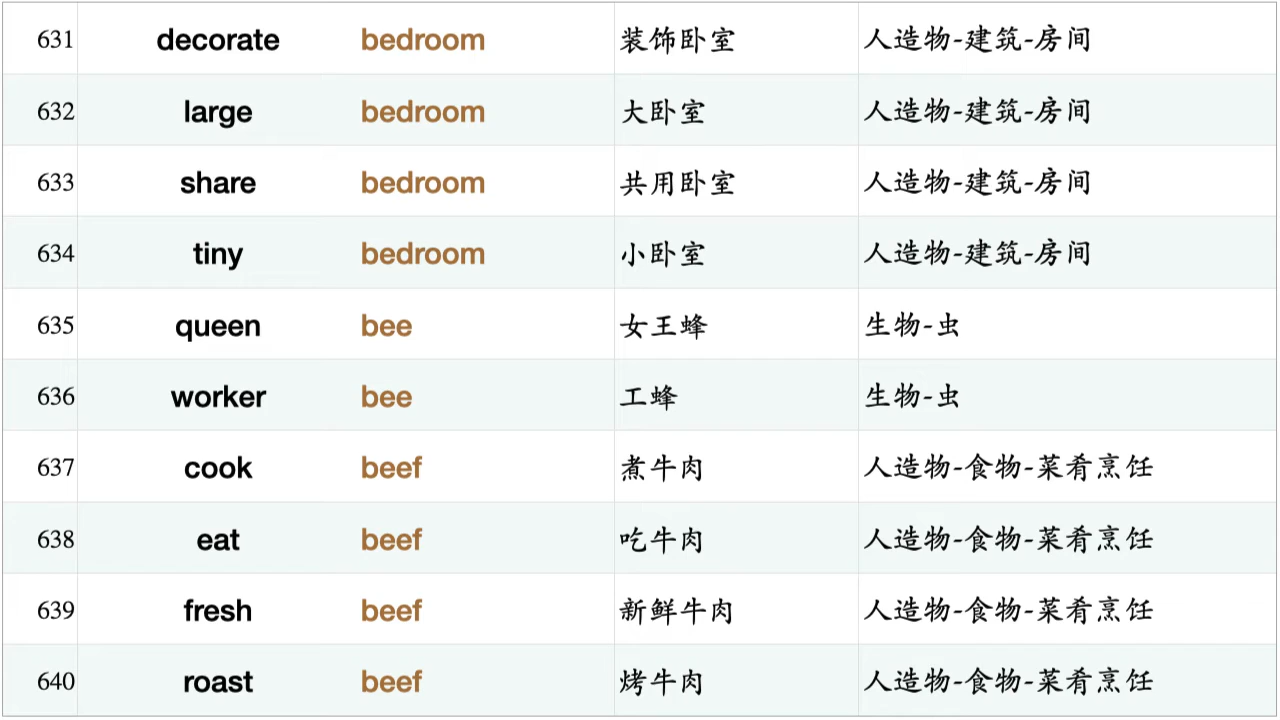 631 decorate bedroom 装饰卧室 人造物-建筑-房间
632 large bedroom 大卧室 人造物-建筑-房间
633 share bedroom 共用卧室 人造物-建筑-房间
634 tiny bedroom 小卧室 人造物-建筑-房间
635 queen bee 女王蜂 生物-虫
636 worker bee 工蜂 生物-虫
637 cook beef 煮牛肉 人造物-食物-菜肴烹饪
638 eat beef 吃牛肉 人造物-食物-菜肴烹饪
639 fresh beef 新鲜牛肉 人造物-食物-菜肴烹饪
640 roast beef 烤牛肉 人造物-食物-菜肴烹饪